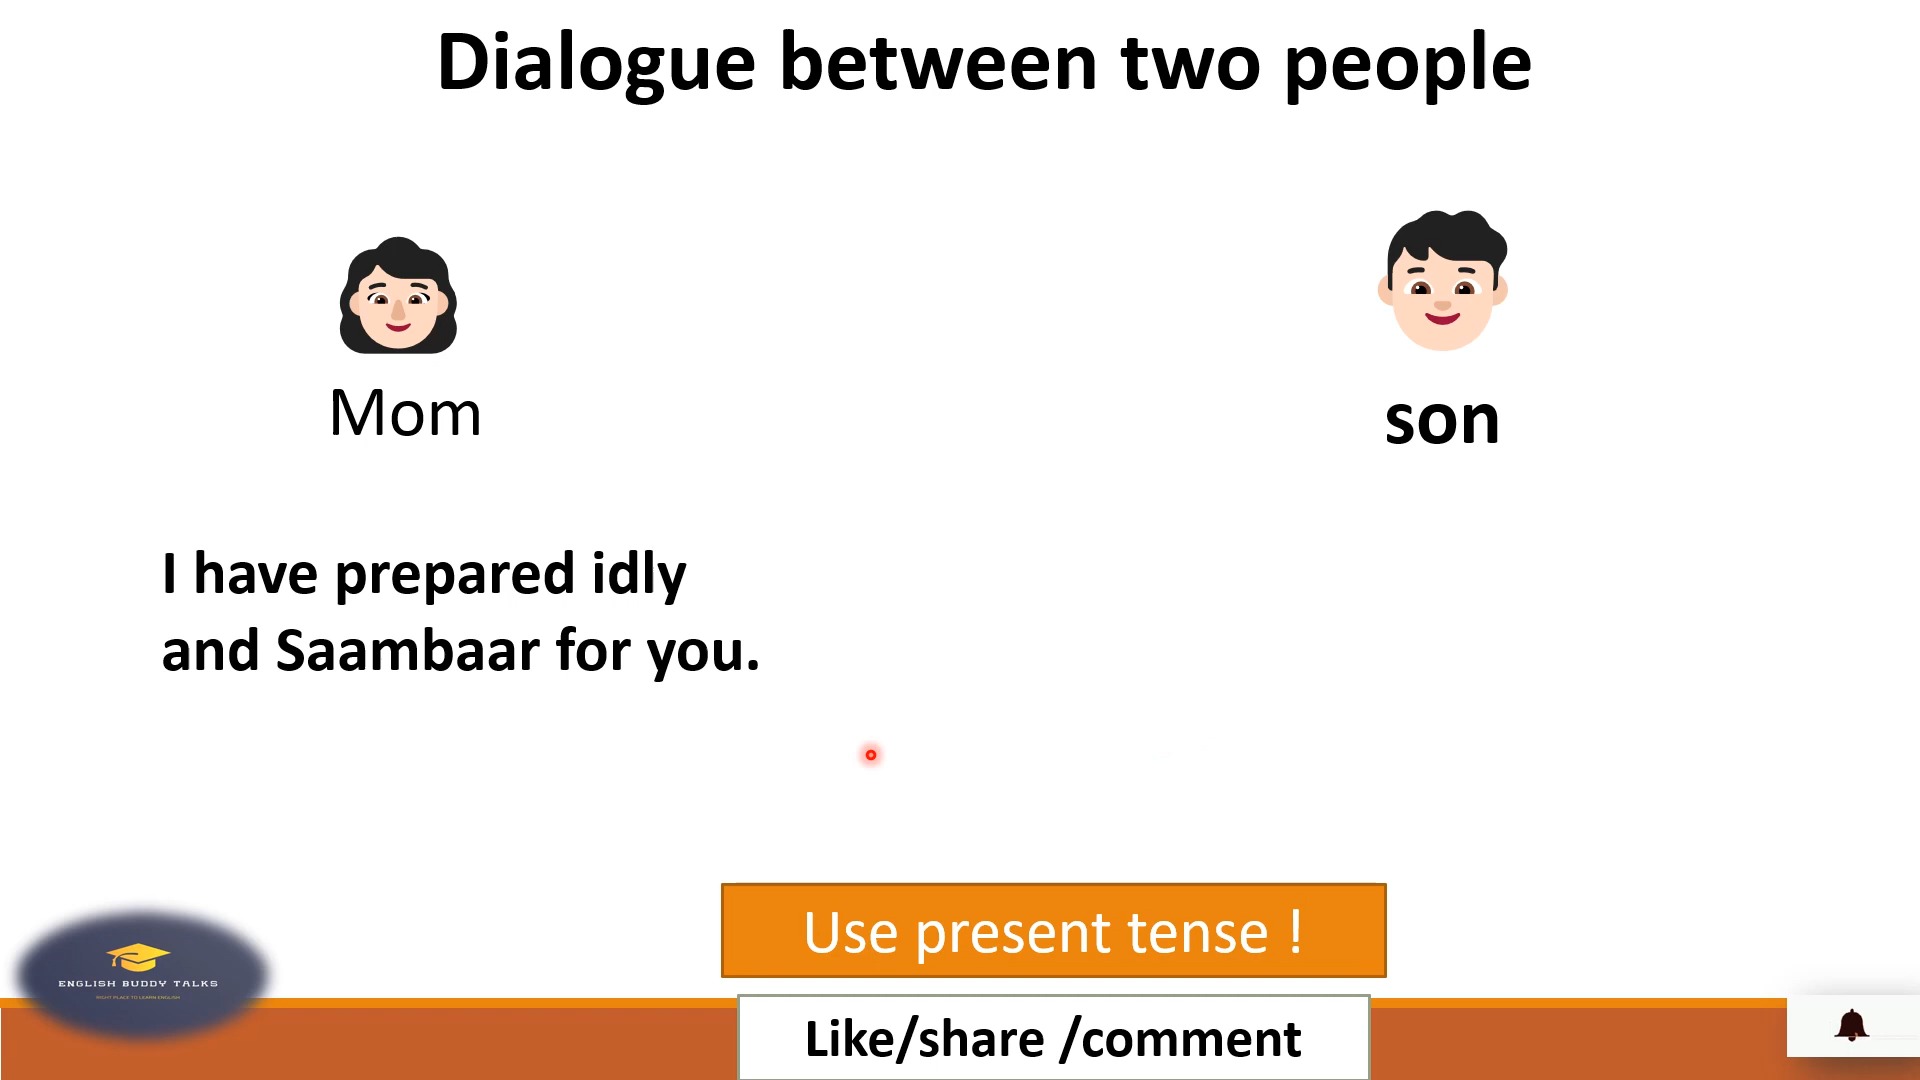 Dialogue between two people
Mom
son
I have prepared idly
and Saambaar for you.
Use present tense !
ENGLISH BUDDY TALKS
RIGHT PLACE TO LEARN ENGLISH
Like/share /comment